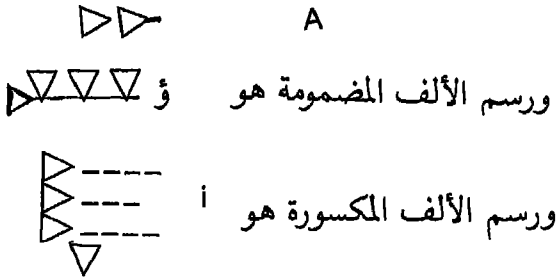 A
ورسم الألف المضمومة هو ؤ
ورسم الألف المكسورة هو i